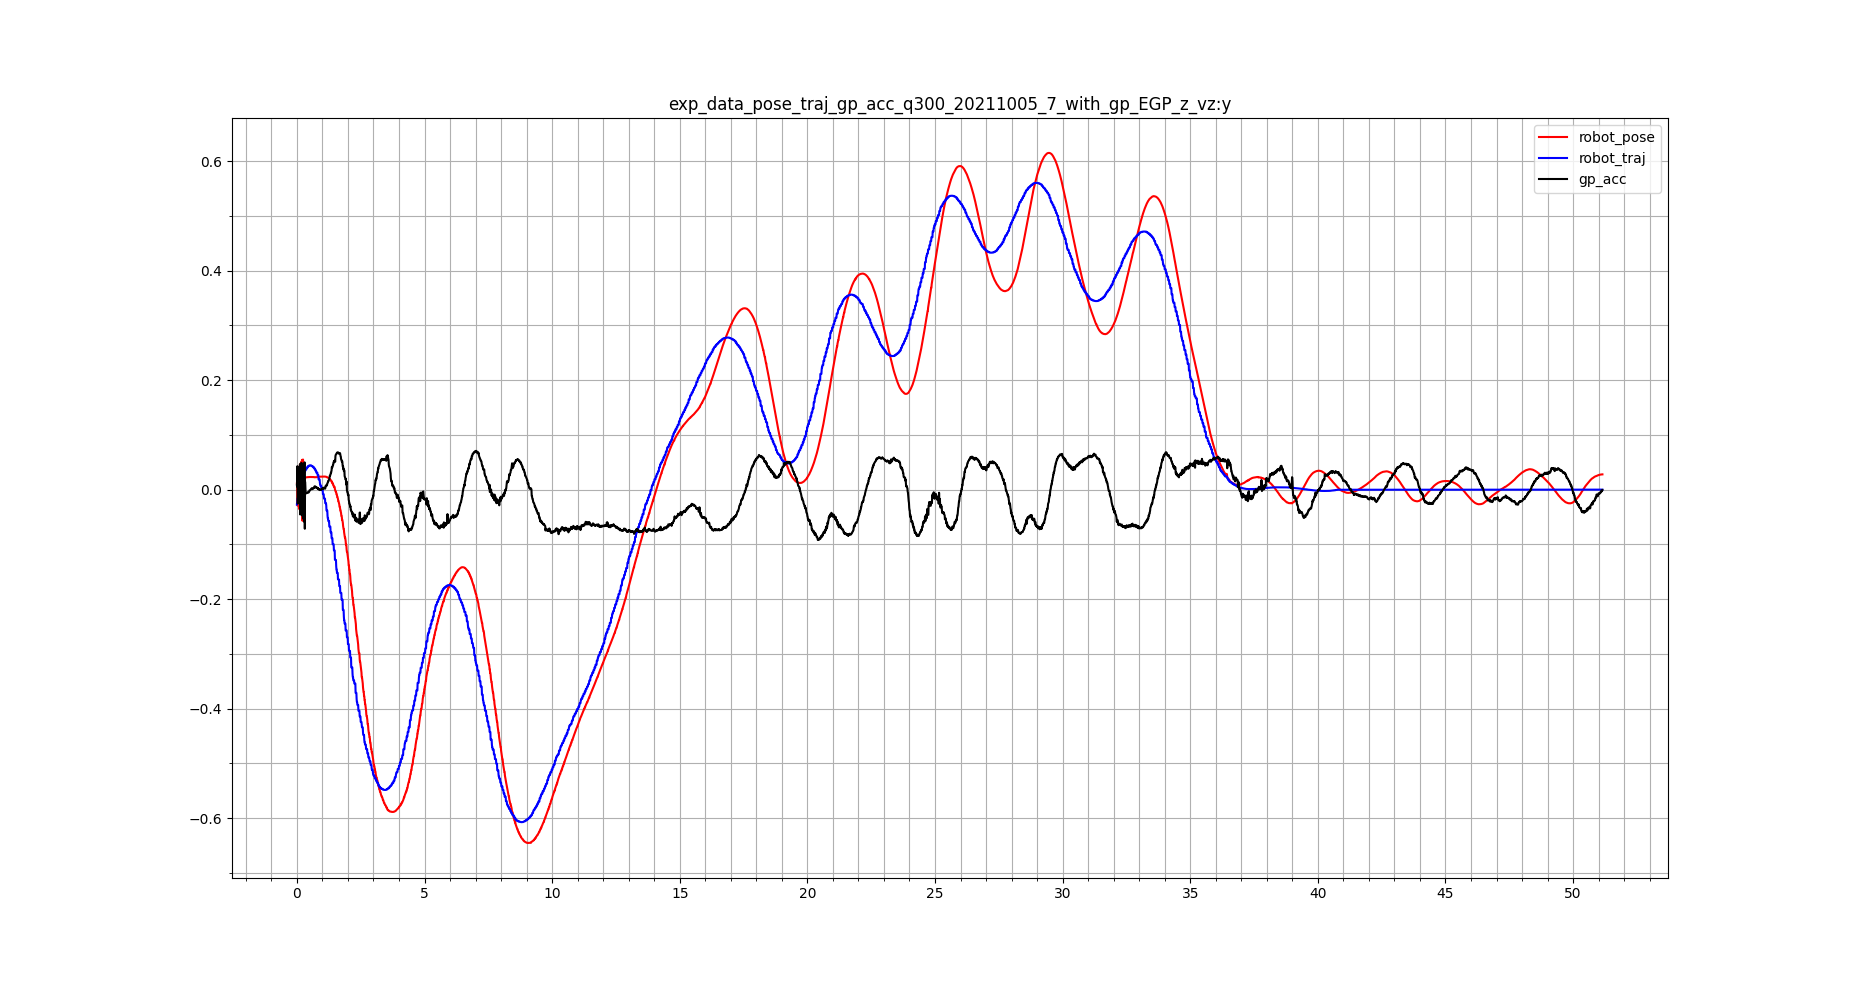 exp_data_pose_traj_gp_acc_q300_20211005_7_with_gp_EGP_z_vz:y
robot_pose
robot_traj
gp_acc
0.6
0.4
0.2
0.0
−0.2
−0.4
−0.6
0 5 10 15 20 25 30 35 40 45 50